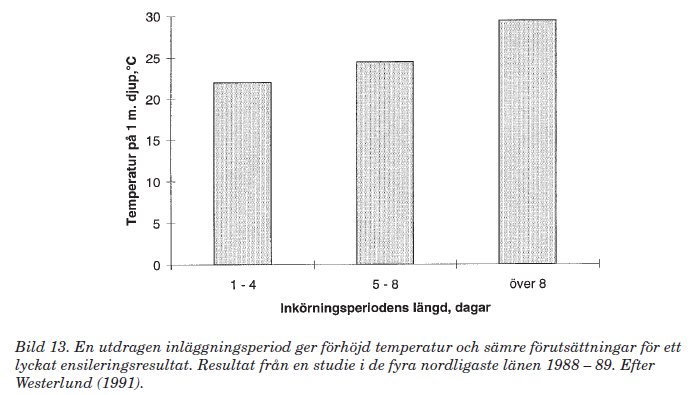 30
25
20
15
10
5
0
Temperatur på 1 m. djup,°C
1 - 4
5 - 8
över 8
Inkörningsperiodens längd, dagar
Bild 13. En utdragen inläggningsperiod ger förhöjd temperatur och sämre förutsättningar för ett
lyckat ensileringsresultat. Resultat från en studie i de fyra nordligaste länen 1988 – 89. Efter
Westerlund (1991).